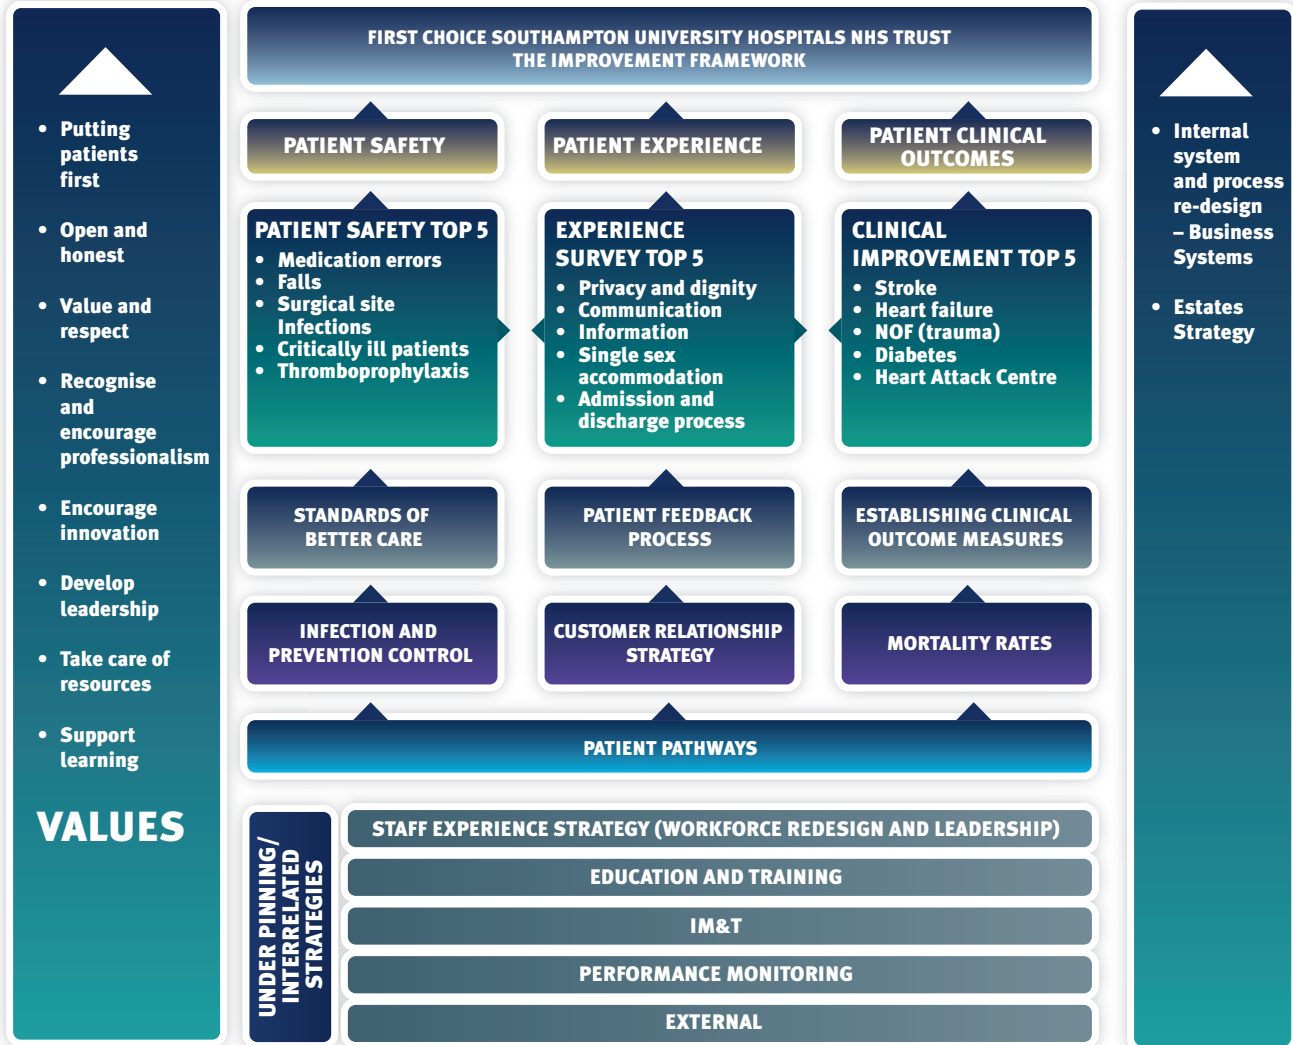 • Putting
patients
first
• Open and
honest
• Value and
respect
• Recognise
and
encourage
professionalism
• Encourage
innovation
• Develop
leadership
• Take care of
resources
• Support
learning
VALUES
FIRST CHOICE SOUTHAMPTON UNIVERSITY HOSPITALS NHS TRUST
THE IMPROVEMENT FRAMEWORK
PATIENT SAFETY
PATIENT EXPERIENCE
PATIENT CLINICAL
OUTCOMES
PATIENT SAFETY TOP 5
• Medication errors
• Falls
• Surgical site
Infections
• Critically ill patients
• Thromboprophylaxis
EXPERIENCE
SURVEY TOP 5
• Privacy and dignity
• Communication
• Information
• Single sex
accommodation
• Admission and
discharge process
CLINICAL
IMPROVEMENT TOP 5
• Stroke
• Heart failure
• NOF (trauma)
• Diabetes
• Heart Attack Centre
STANDARDS OF
BETTER CARE
PATIENT FEEDBACK
PROCESS
ESTABLISHING CLINICAL
OUTCOME MEASURES
INFECTION AND
PREVENTION CONTROL
CUSTOMER RELATIONSHIP
STRATEGY
MORTALITY RATES
PATIENT PATHWAYS
UNDER PINNING/
INTERRELATED
STRATEGIES
STAFF EXPERIENCE STRATEGY (WORKFORCE REDESIGN AND LEADERSHIP)
EDUCATION AND TRAINING
IM&T
PERFORMANCE MONITORING
EXTERNAL
• Internal
system
and process
re-design
– Business
Systems
• Estates
Strategy